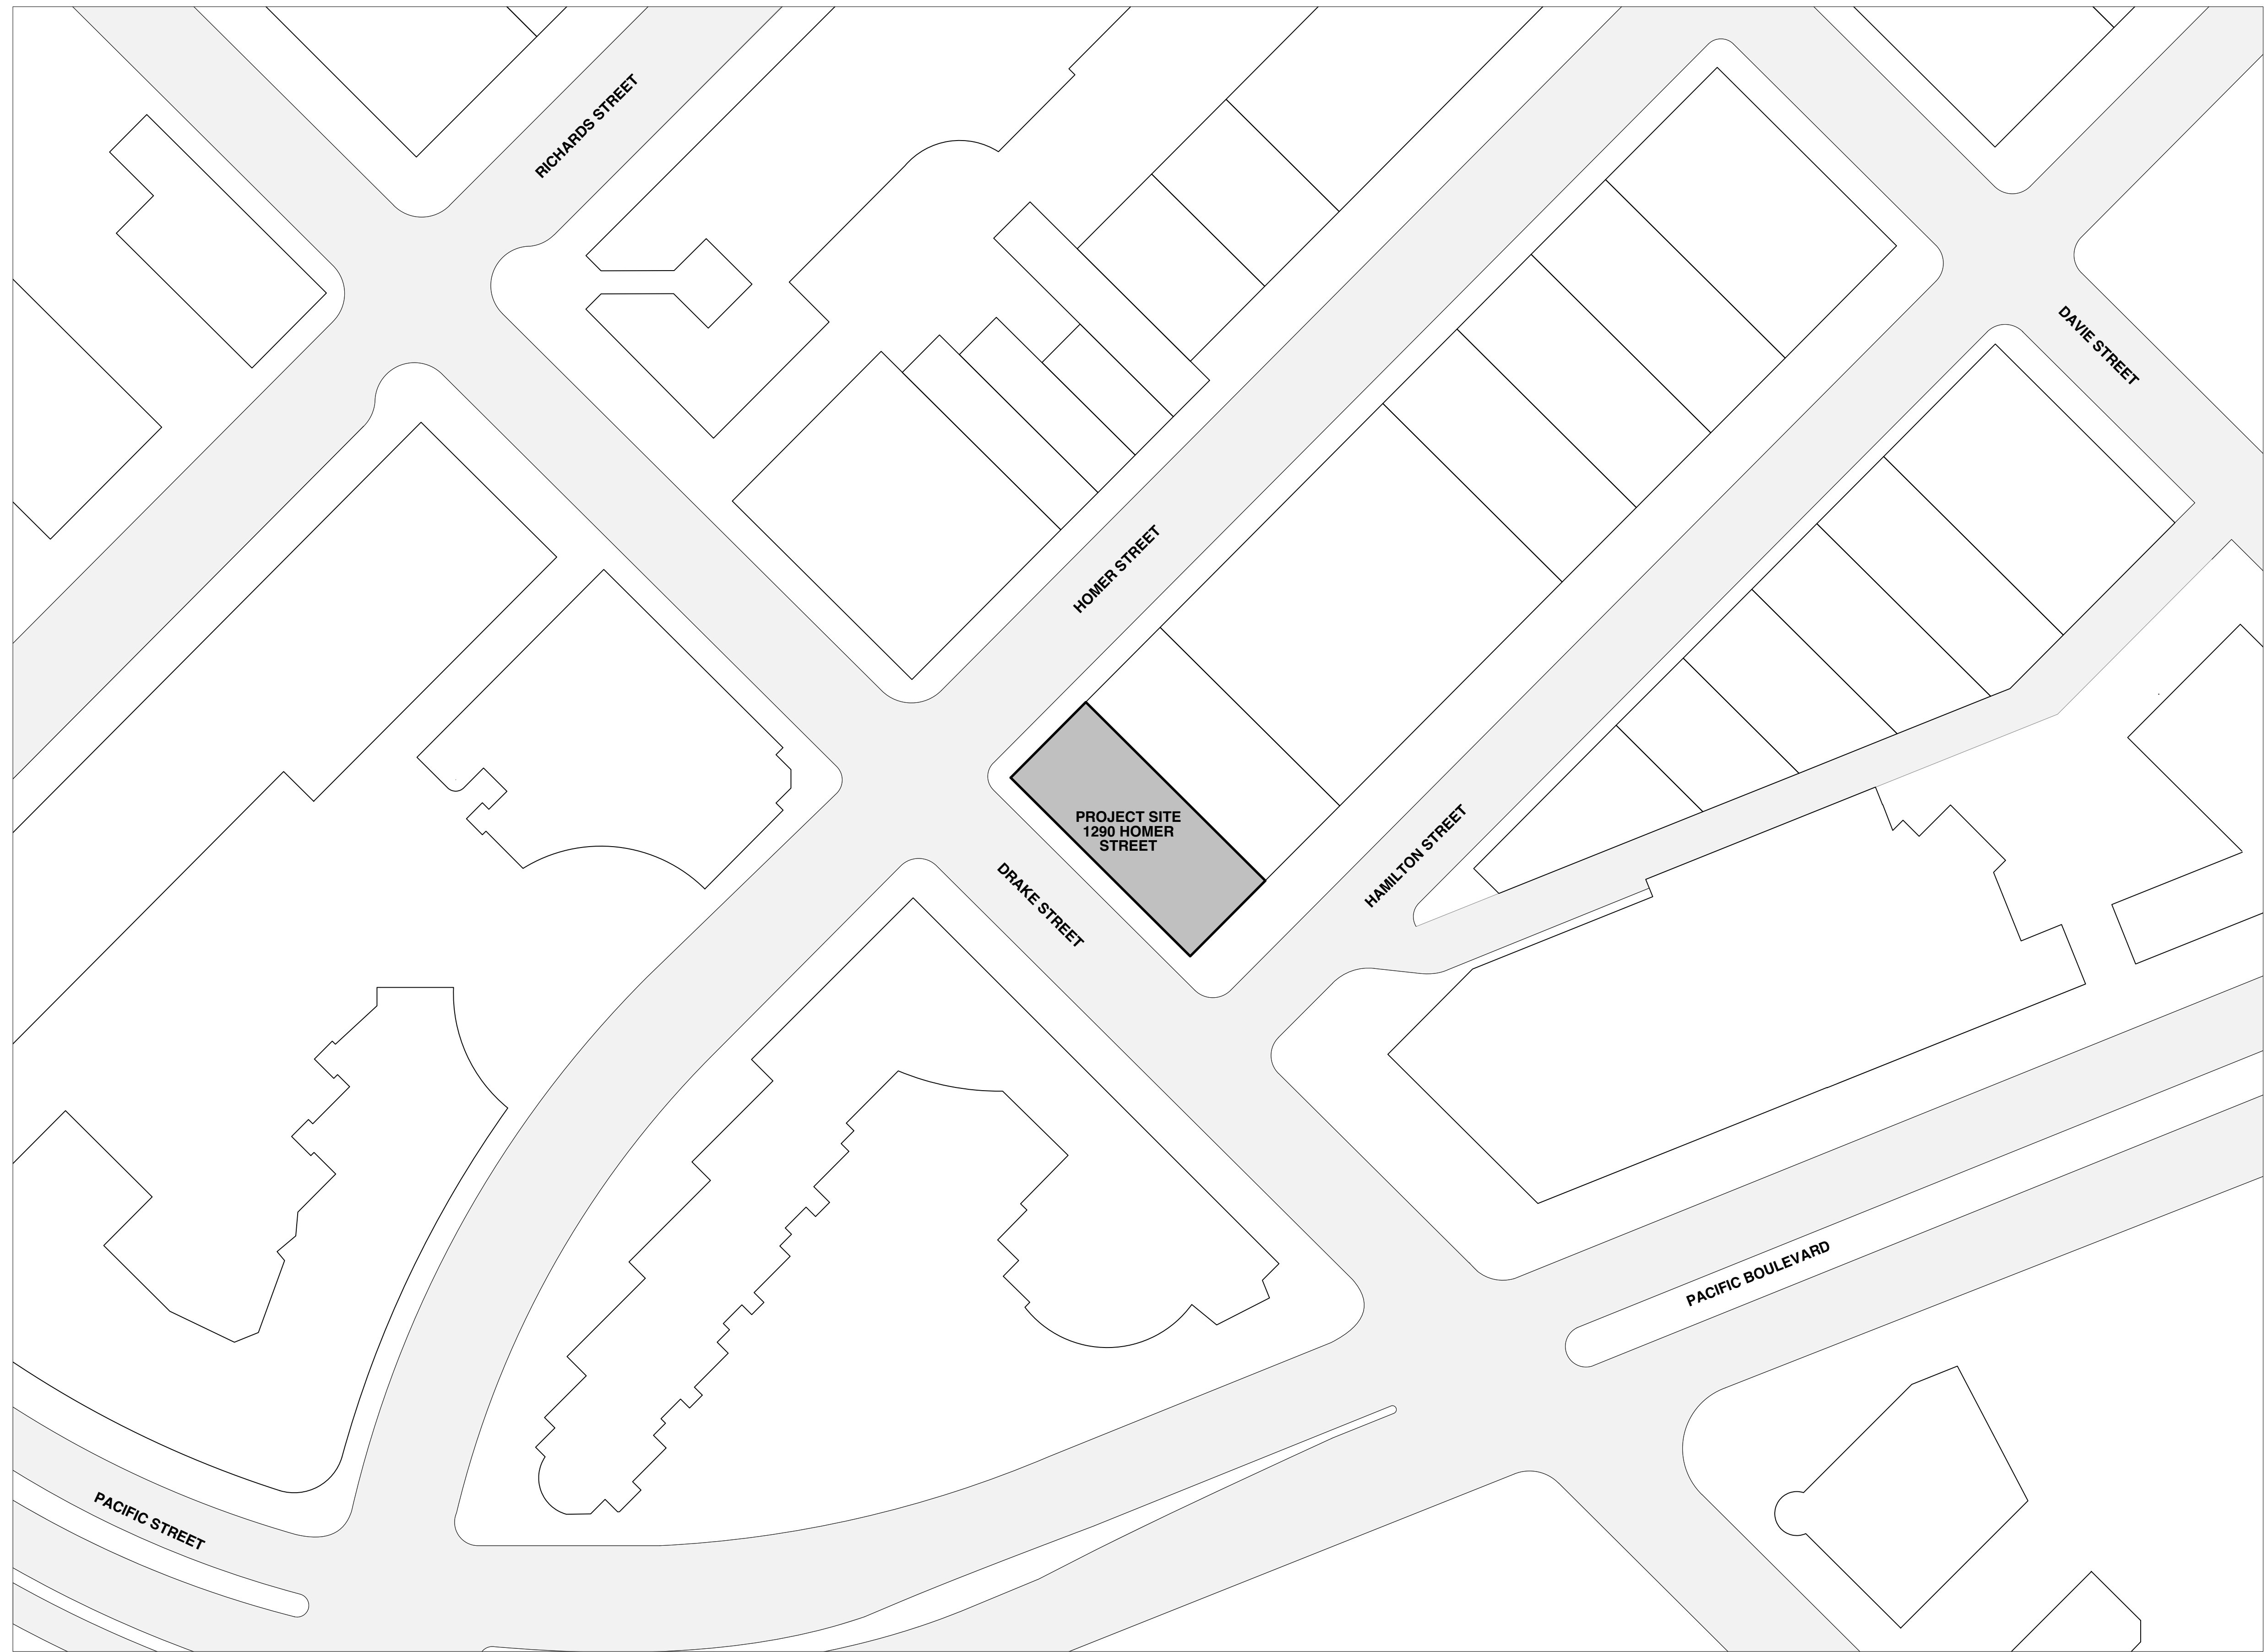 RICHARDS STREET
DAVIE STREET
HOMER STREET
PROJECT SITE
1290 HOMER
STREET
HAMILTON STREET
DRAKE STREET
PACIFIC BOULEVARD
PACIFIC STREET